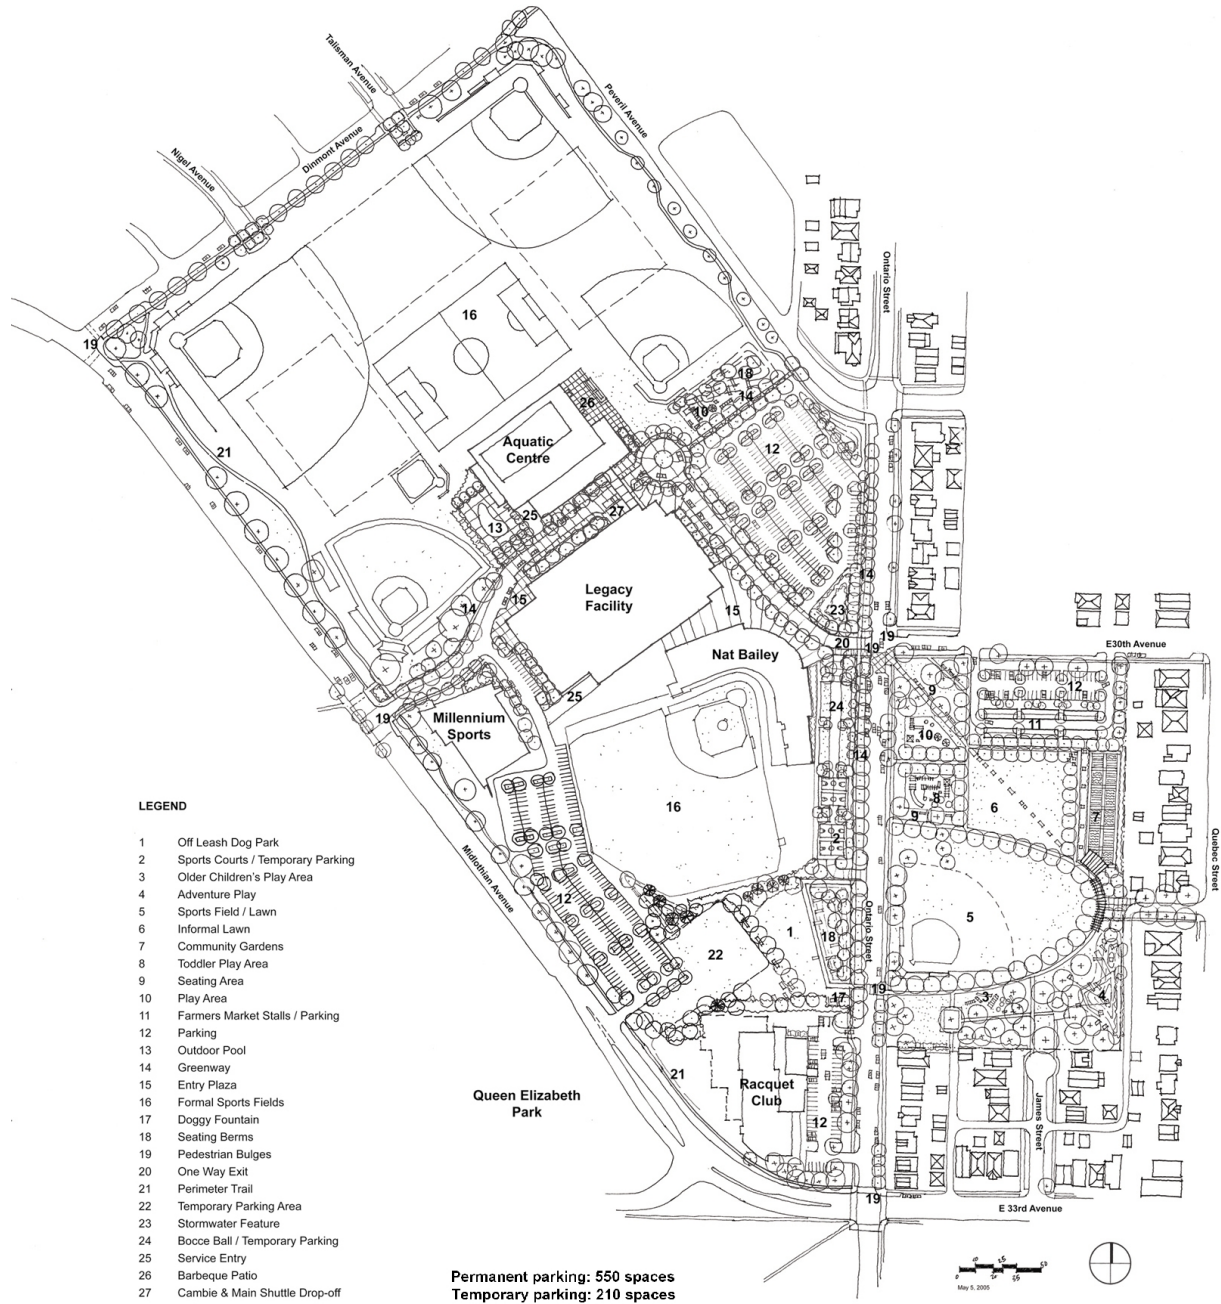 Talisman Avenue
Peveril Avenue
Dinmont Avenue
Nigel Avenue
Ontario Street
19
16
18
14
10
26
21
Aquatic
Centre
12
25
27
13
Legacy
Facility
14
15
14
15
23
19
20
19
E30th Avenue
Nat Bailey
9
12
25
24
11
19
Millennium
Sports
10
14
16
8
6
9
7
2
Quebec Street
Midlothian Avenue
12
Ontario Street
5
1
18
22
19
17
3
4
21
Queen Elizabeth
Park
Racquet
Club
12
James Street
19
E 33rd Avenue
LEGEND
1 Off Leash Dog Park
2 Sports Courts / Temporary Parking
3 Older Children's Play Area
4 Adventure Play
5 Sports Field / Lawn
6 Informal Lawn
7 Community Gardens
8 Toddler Play Area
9 Seating Area
10 Play Area
11 Farmers Market Stalls / Parking
12 Parking
13 Outdoor Pool
14 Greenway
15 Entry Plaza
16 Formal Sports Fields
17 Doggy Fountain
18 Seating Berms
19 Pedestrian Bulges
20 One Way Exit
21 Perimeter Trail
22 Temporary Parking Area
23 Stormwater Feature
24 Bocce Ball / Temporary Parking
25 Service Entry
26 Barbeque Patio
27 Cambie & Main Shuttle Drop-off
Permanent parking: 550 spaces
Temporary parking: 210 spaces
May 5, 2005